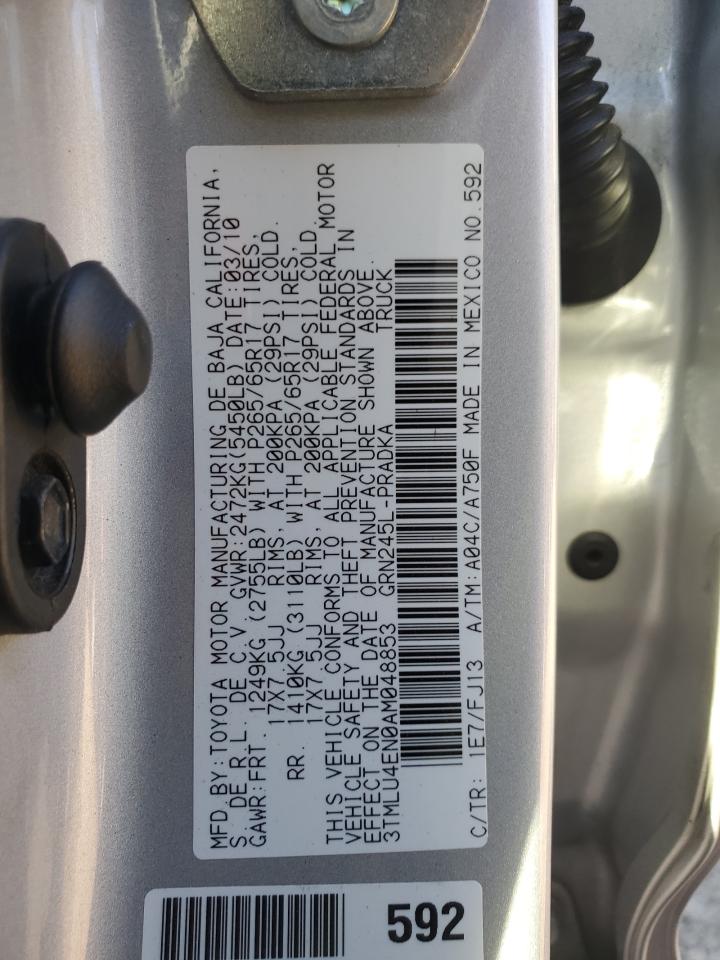 MFD.BY:TOYOTA MOTOR MANUFACTURING DE BAJA CALIFORNIA,
S. DE R.L. DE C.V. GVWR:2472KG(5450LB) DATE:03/10
GAWR:FRT. 1249KG (2755LB) WITH P265/65R17 TIRES,
17X7.5JJ RIMS, AT 200KPA (29PSI) COLD.
RR. 1410KG (3110LB) WITH P265/65R17 TIRES,
17X7.5JJ RIMS, AT 200KPA (29PSI) COLD.
THIS VEHICLE CONFORMS TO ALL APPLICABLE FEDERAL MOTOR
VEHICLE SAFETY AND THEFT PREVENTION STANDARDS IN
EFFECT ON THE DATE OF MANUFACTURE SHOWN ABOVE.
3TMLU4EN0AM048853 GRN245L-PRADKA TRUCK
C/TR: 1E7/FJ13 A/TM:A04C/A750F MADE IN MEXICO NO.592
592